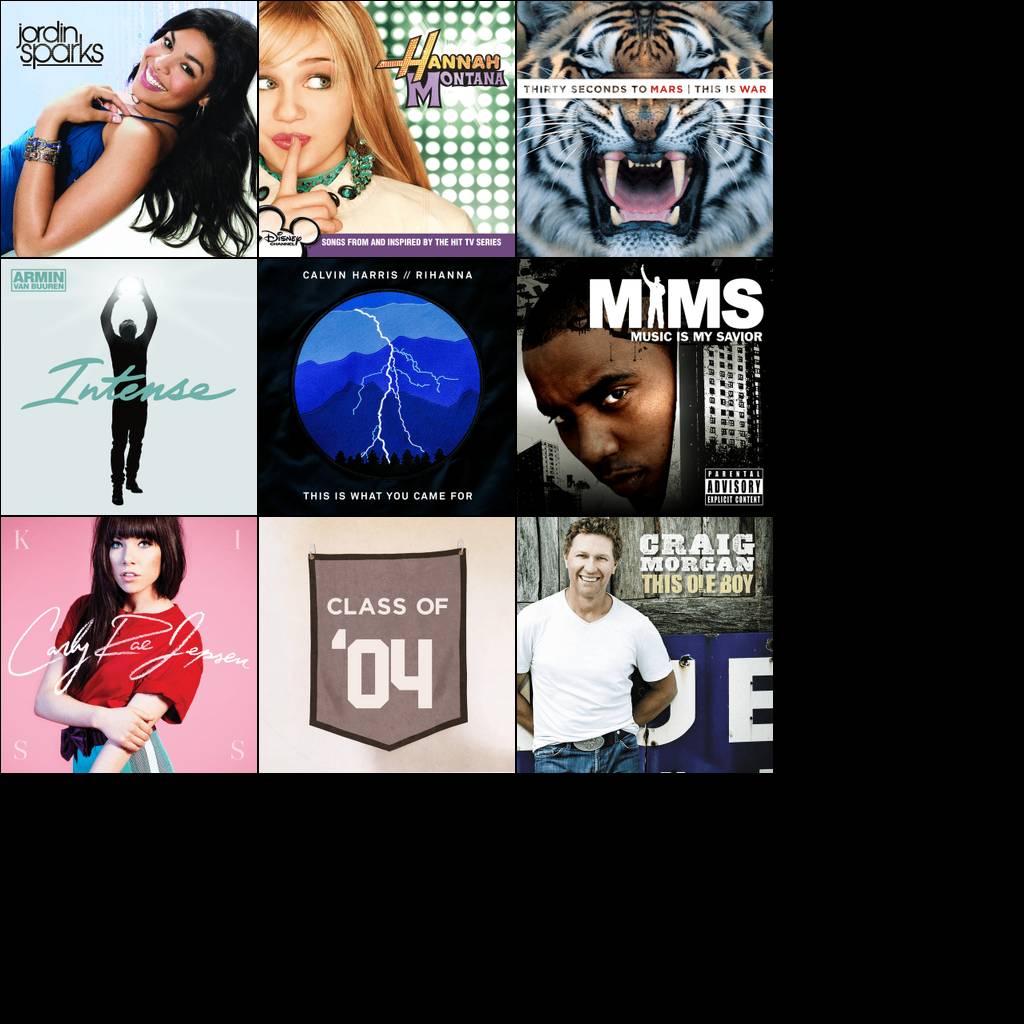 jordin
sparks
HANNAH
MONTANA
Disney
CHANNEL
SONGS FROM AND INSPIRED BY THE HIT TV SERIES
THIRTY SECONDS TO MARS | THIS IS WAR
ARMIN
VAN BUUREN
Intense
CALVIN HARRIS // RIHANNA
THIS IS WHAT YOU CAME FOR
MIMS
MUSIC IS MY SAVIOR
PARENTAL
ADVISORY
EXPLICIT CONTENT
K I
Carly Rae Jepsen
S S
CLASS OF
'04
CRAIG
MORGAN
THIS OLE BOY
UE